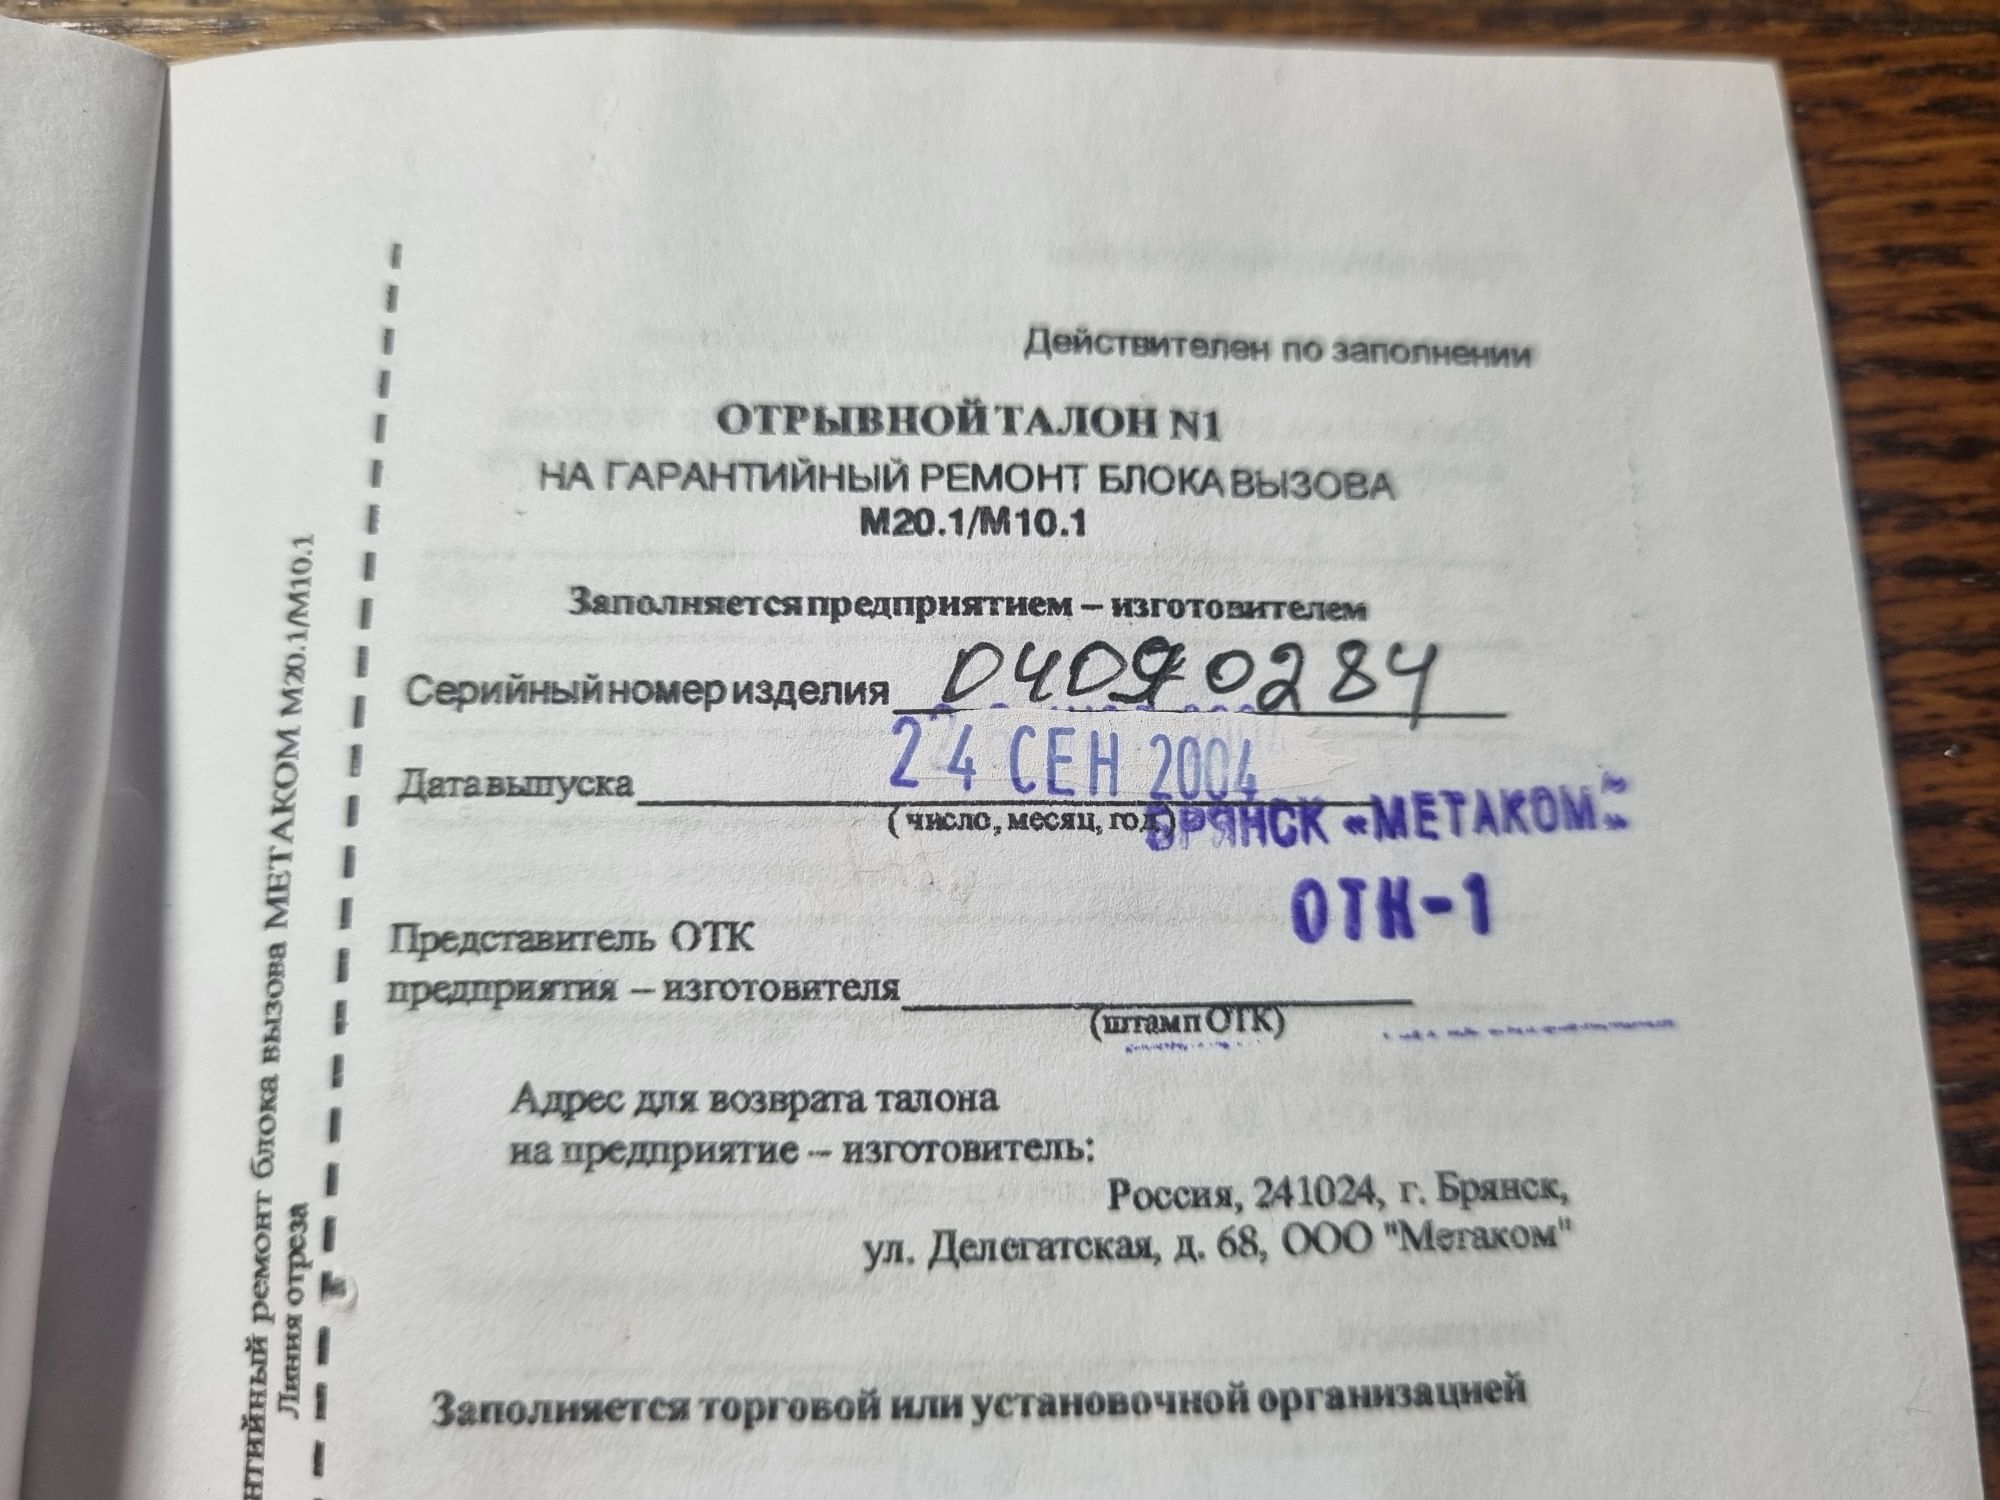 Действителен по заполнении
ОТРЫВНОЙ ТАЛОН N1
НА ГАРАНТИЙНЫЙ РЕМОНТ БЛОКА ВЫЗОВА
М20.1/М10.1
Заполняется предприятием – изготовителем
Серийный номер изделия 04090284
Дата выпуска 24 СЕН 2004
(число, месяц, год)
БРЯНСК «МЕТАКОМ»
ОТК-1
Представитель ОТК
предприятия – изготовителя
(штамп ОТК)
Адрес для возврата талона
на предприятие – изготовитель:
Россия, 241024, г. Брянск,
ул. Делегатская, д. 68, ООО "Метаком"
Заполняется торговой или установочной организацией
нтийный ремонт блока вызова МЕТАКОМ М20.1/М10.1
Линия отреза